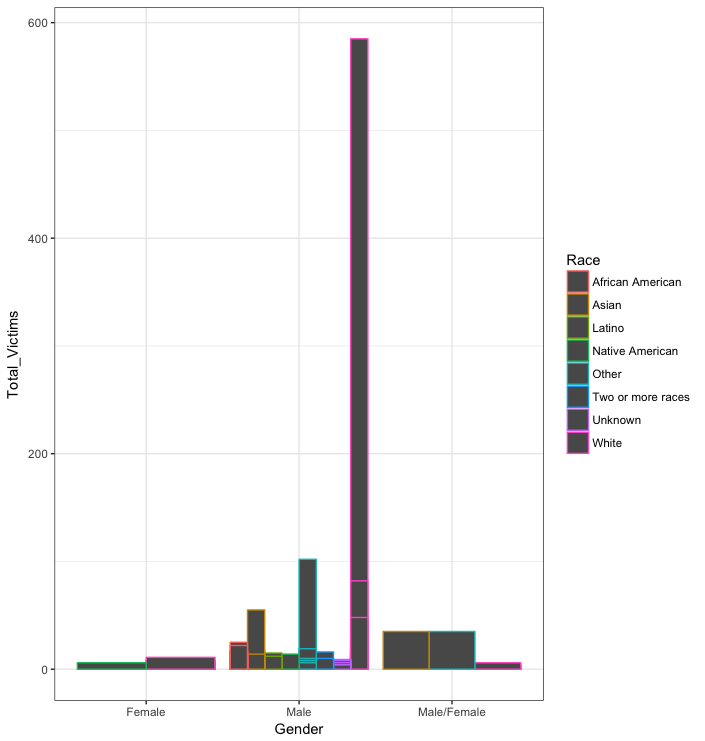 600
400
200
0
Total_Victims
Female
Male
Male/Female
Gender
Race
African American
Asian
Latino
Native American
Other
Two or more races
Unknown
White